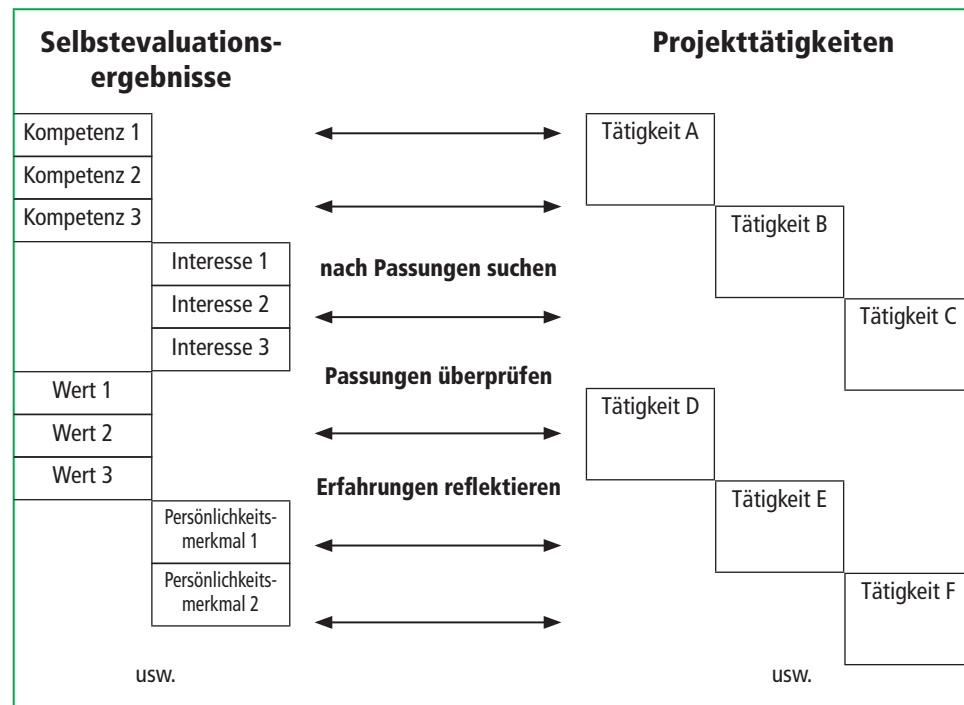 Selbstevaluations-
ergebnisse
Kompetenz 1
Kompetenz 2
Kompetenz 3
Interesse 1
Interesse 2
Interesse 3
Wert 1
Wert 2
Wert 3
Persönlichkeits-
merkmal 1
Persönlichkeits-
merkmal 2
usw.
nach Passungen suchen
Passungen überprüfen
Erfahrungen reflektieren
Projekttätigkeiten
Tätigkeit A
Tätigkeit B
Tätigkeit C
Tätigkeit D
Tätigkeit E
Tätigkeit F
usw.